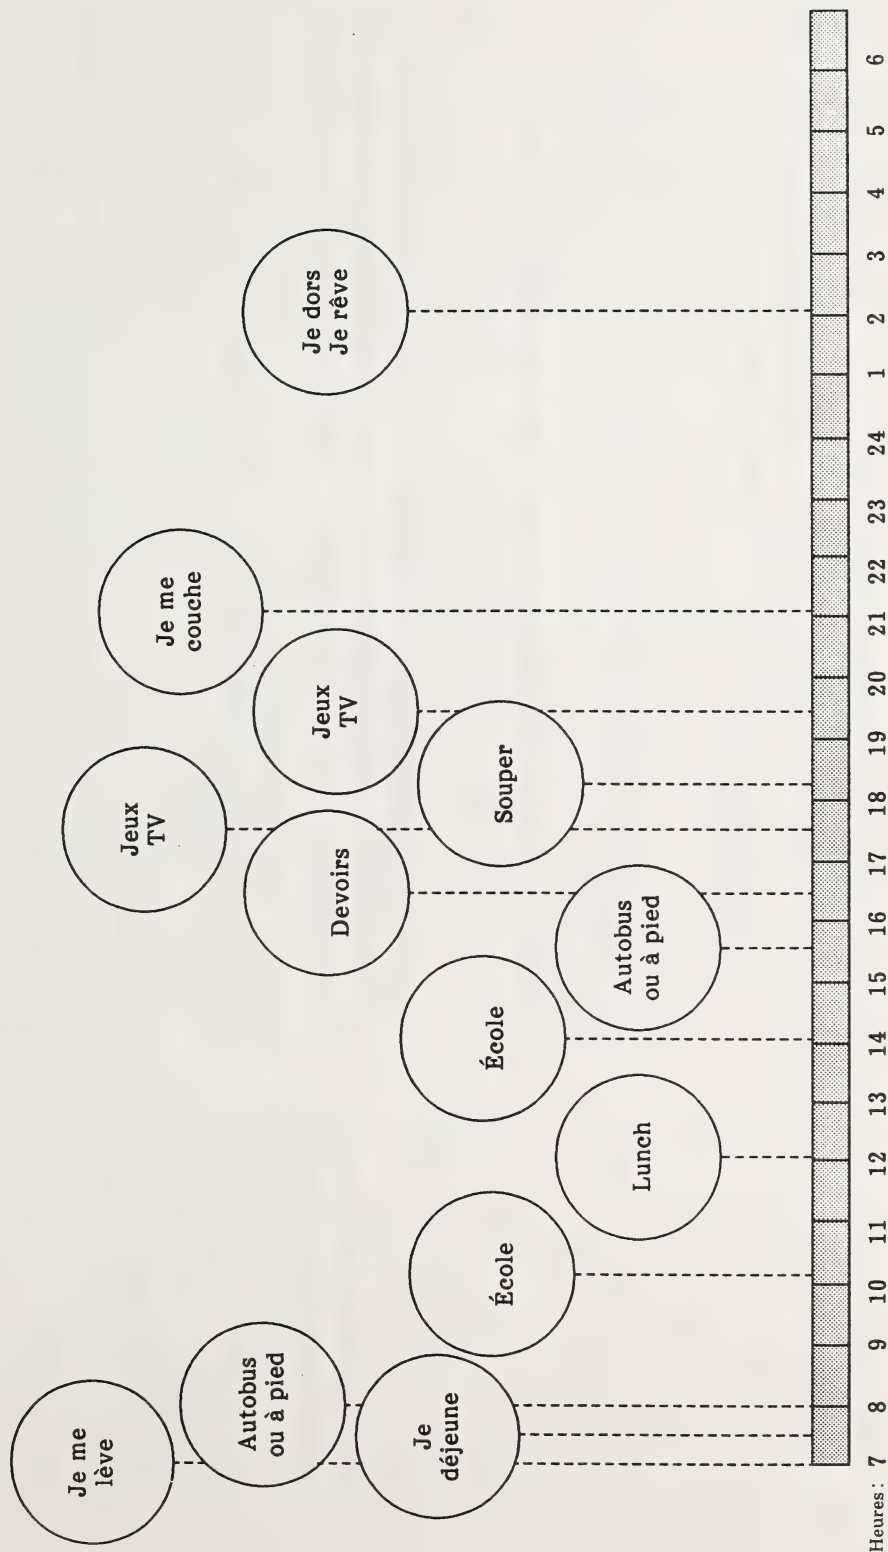 Je me
lève
Autobus
ou à pied
Je
déjeune
École
Lunch
École
Autobus
ou à pied
Devoirs
Jeux
TV
Souper
Jeux
TV
Je me
couche
Je dors
Je rêve
Heures: 7 8 9 10 11 12 13 14 15 16 17 18 19 20 21 22 23 24 1 2 3 4 5 6